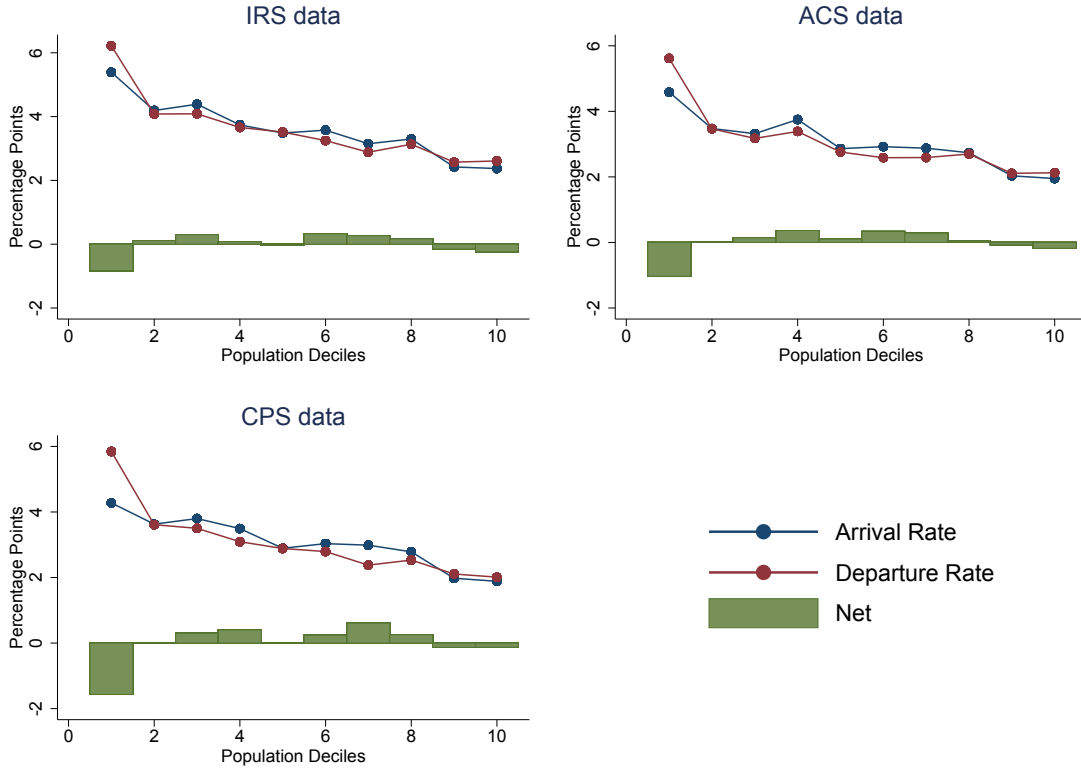 IRS data
Percentage Points
6
4
2
0
-2
0 2 4 6 8 10
Population Deciles
ACS data
Percentage Points
6
4
2
0
-2
0 2 4 6 8 10
Population Deciles
CPS data
Percentage Points
6
4
2
0
-2
0 2 4 6 8 10
Population Deciles
Arrival Rate
Departure Rate
Net